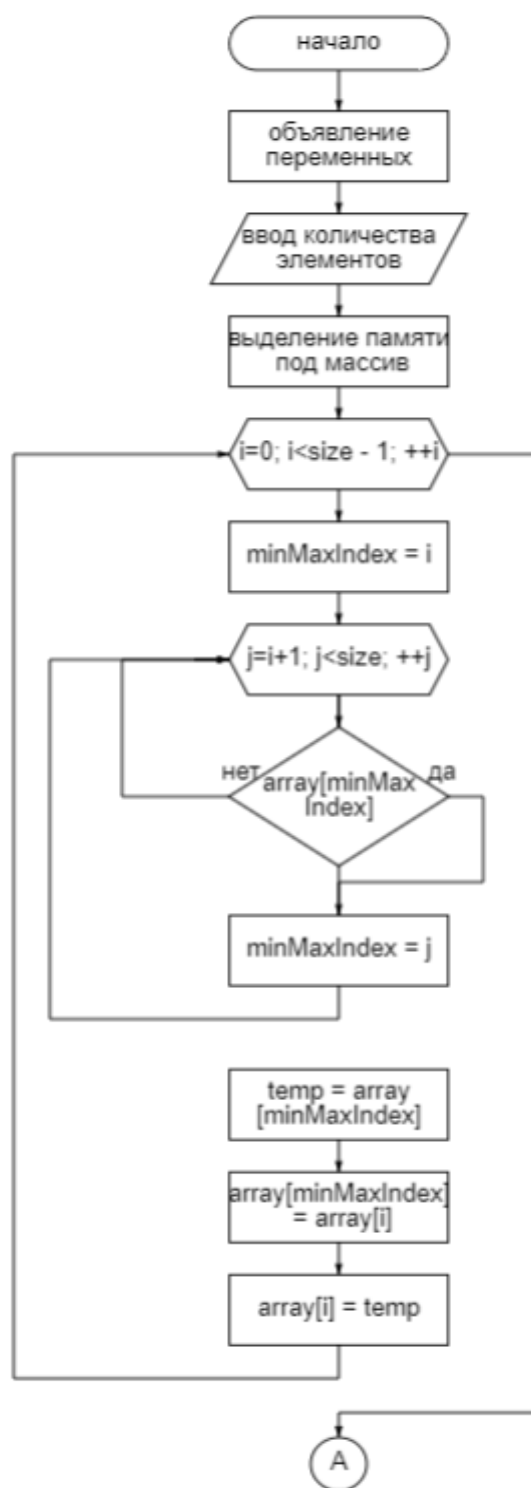 начало
объявление
переменных
ввод количества
элементов
выделение памяти
под массив
i=0; i<size - 1; ++i
minMaxIndex = i
j=i+1; j<size; ++j
нет
array[minMax
Index]
да
minMaxIndex = j
temp = array
[minMaxIndex]
array[minMaxIndex]
= array[i]
array[i] = temp
A